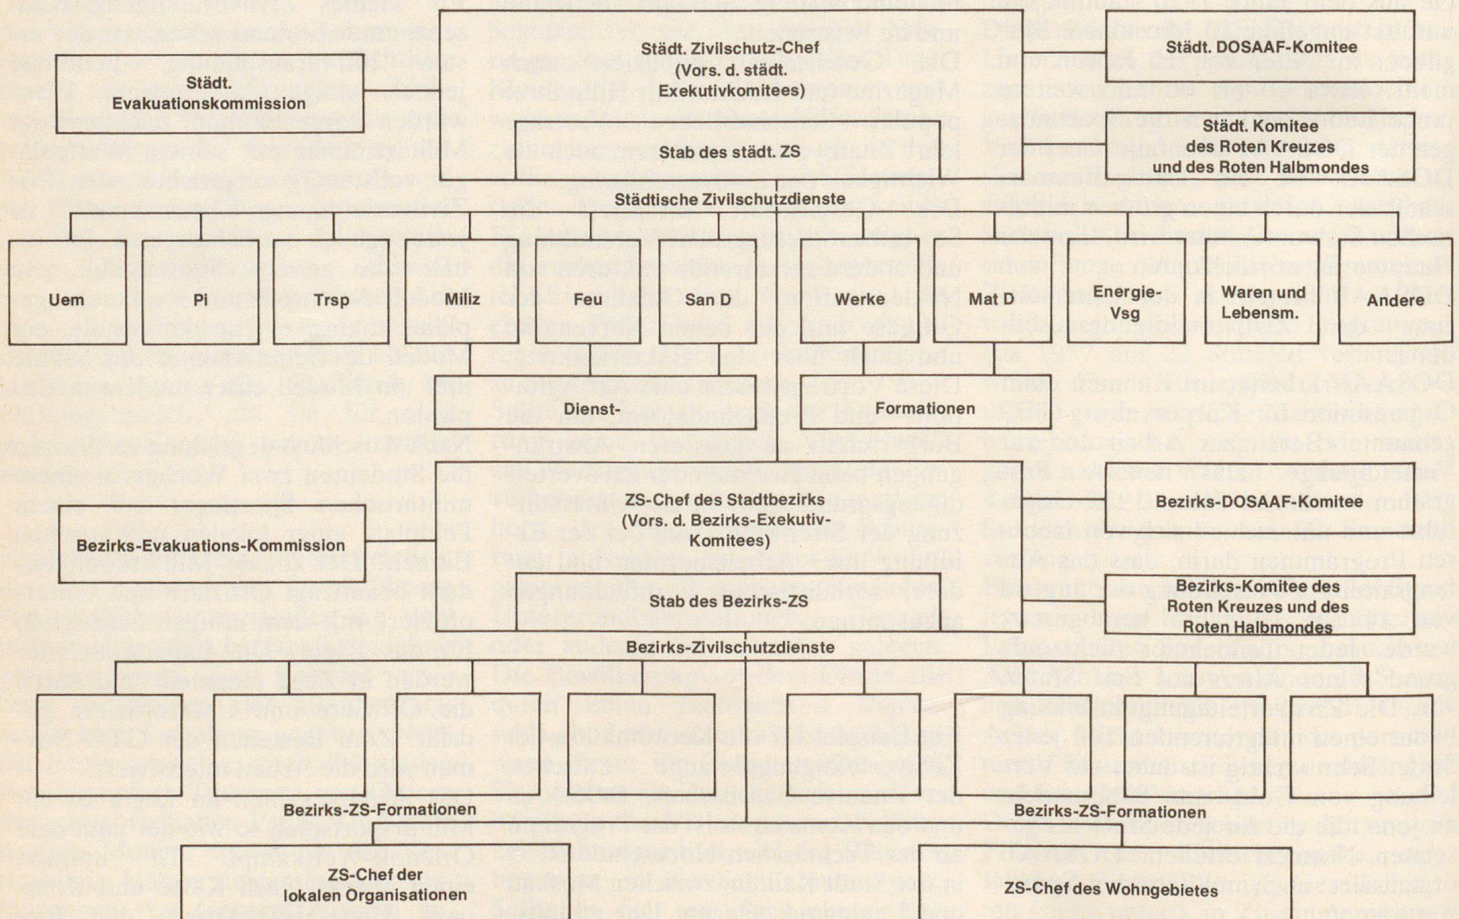 Städt. Zivilschutz-Chef
(Vors. d. städt.
Exekutivkomitees)
Stab des städt. ZS
Städt.
Evakuationskommission
Städt. DOSAAF-Komitee
Städt. Komitee
des Roten Kreuzes
u. des Roten Halbmondes
Städtische Zivilschutzdienste
Uem
Pi
Trsp
Miliz
Feu
San D
Werke
Mat D
Energie-
Vsg
Waren und
Lebensm.
Andere
Dienst-
Formationen
ZS-Chef des Stadtbezirks
(Vors. d. Bezirks-Exekutiv-
Komitees)
Stab des Bezirks-ZS
Bezirks-Evakuations-Kommission
Bezirks-DOSAAF-Komitee
Bezirks-Komitee des
Roten Kreuzes und des
Roten Halbmondes
Bezirks-Zivilschutzdienste
Bezirks-ZS-Formationen
Bezirks-ZS-Formationen
ZS-Chef der
lokalen Organisationen
ZS-Chef des Wohngebietes